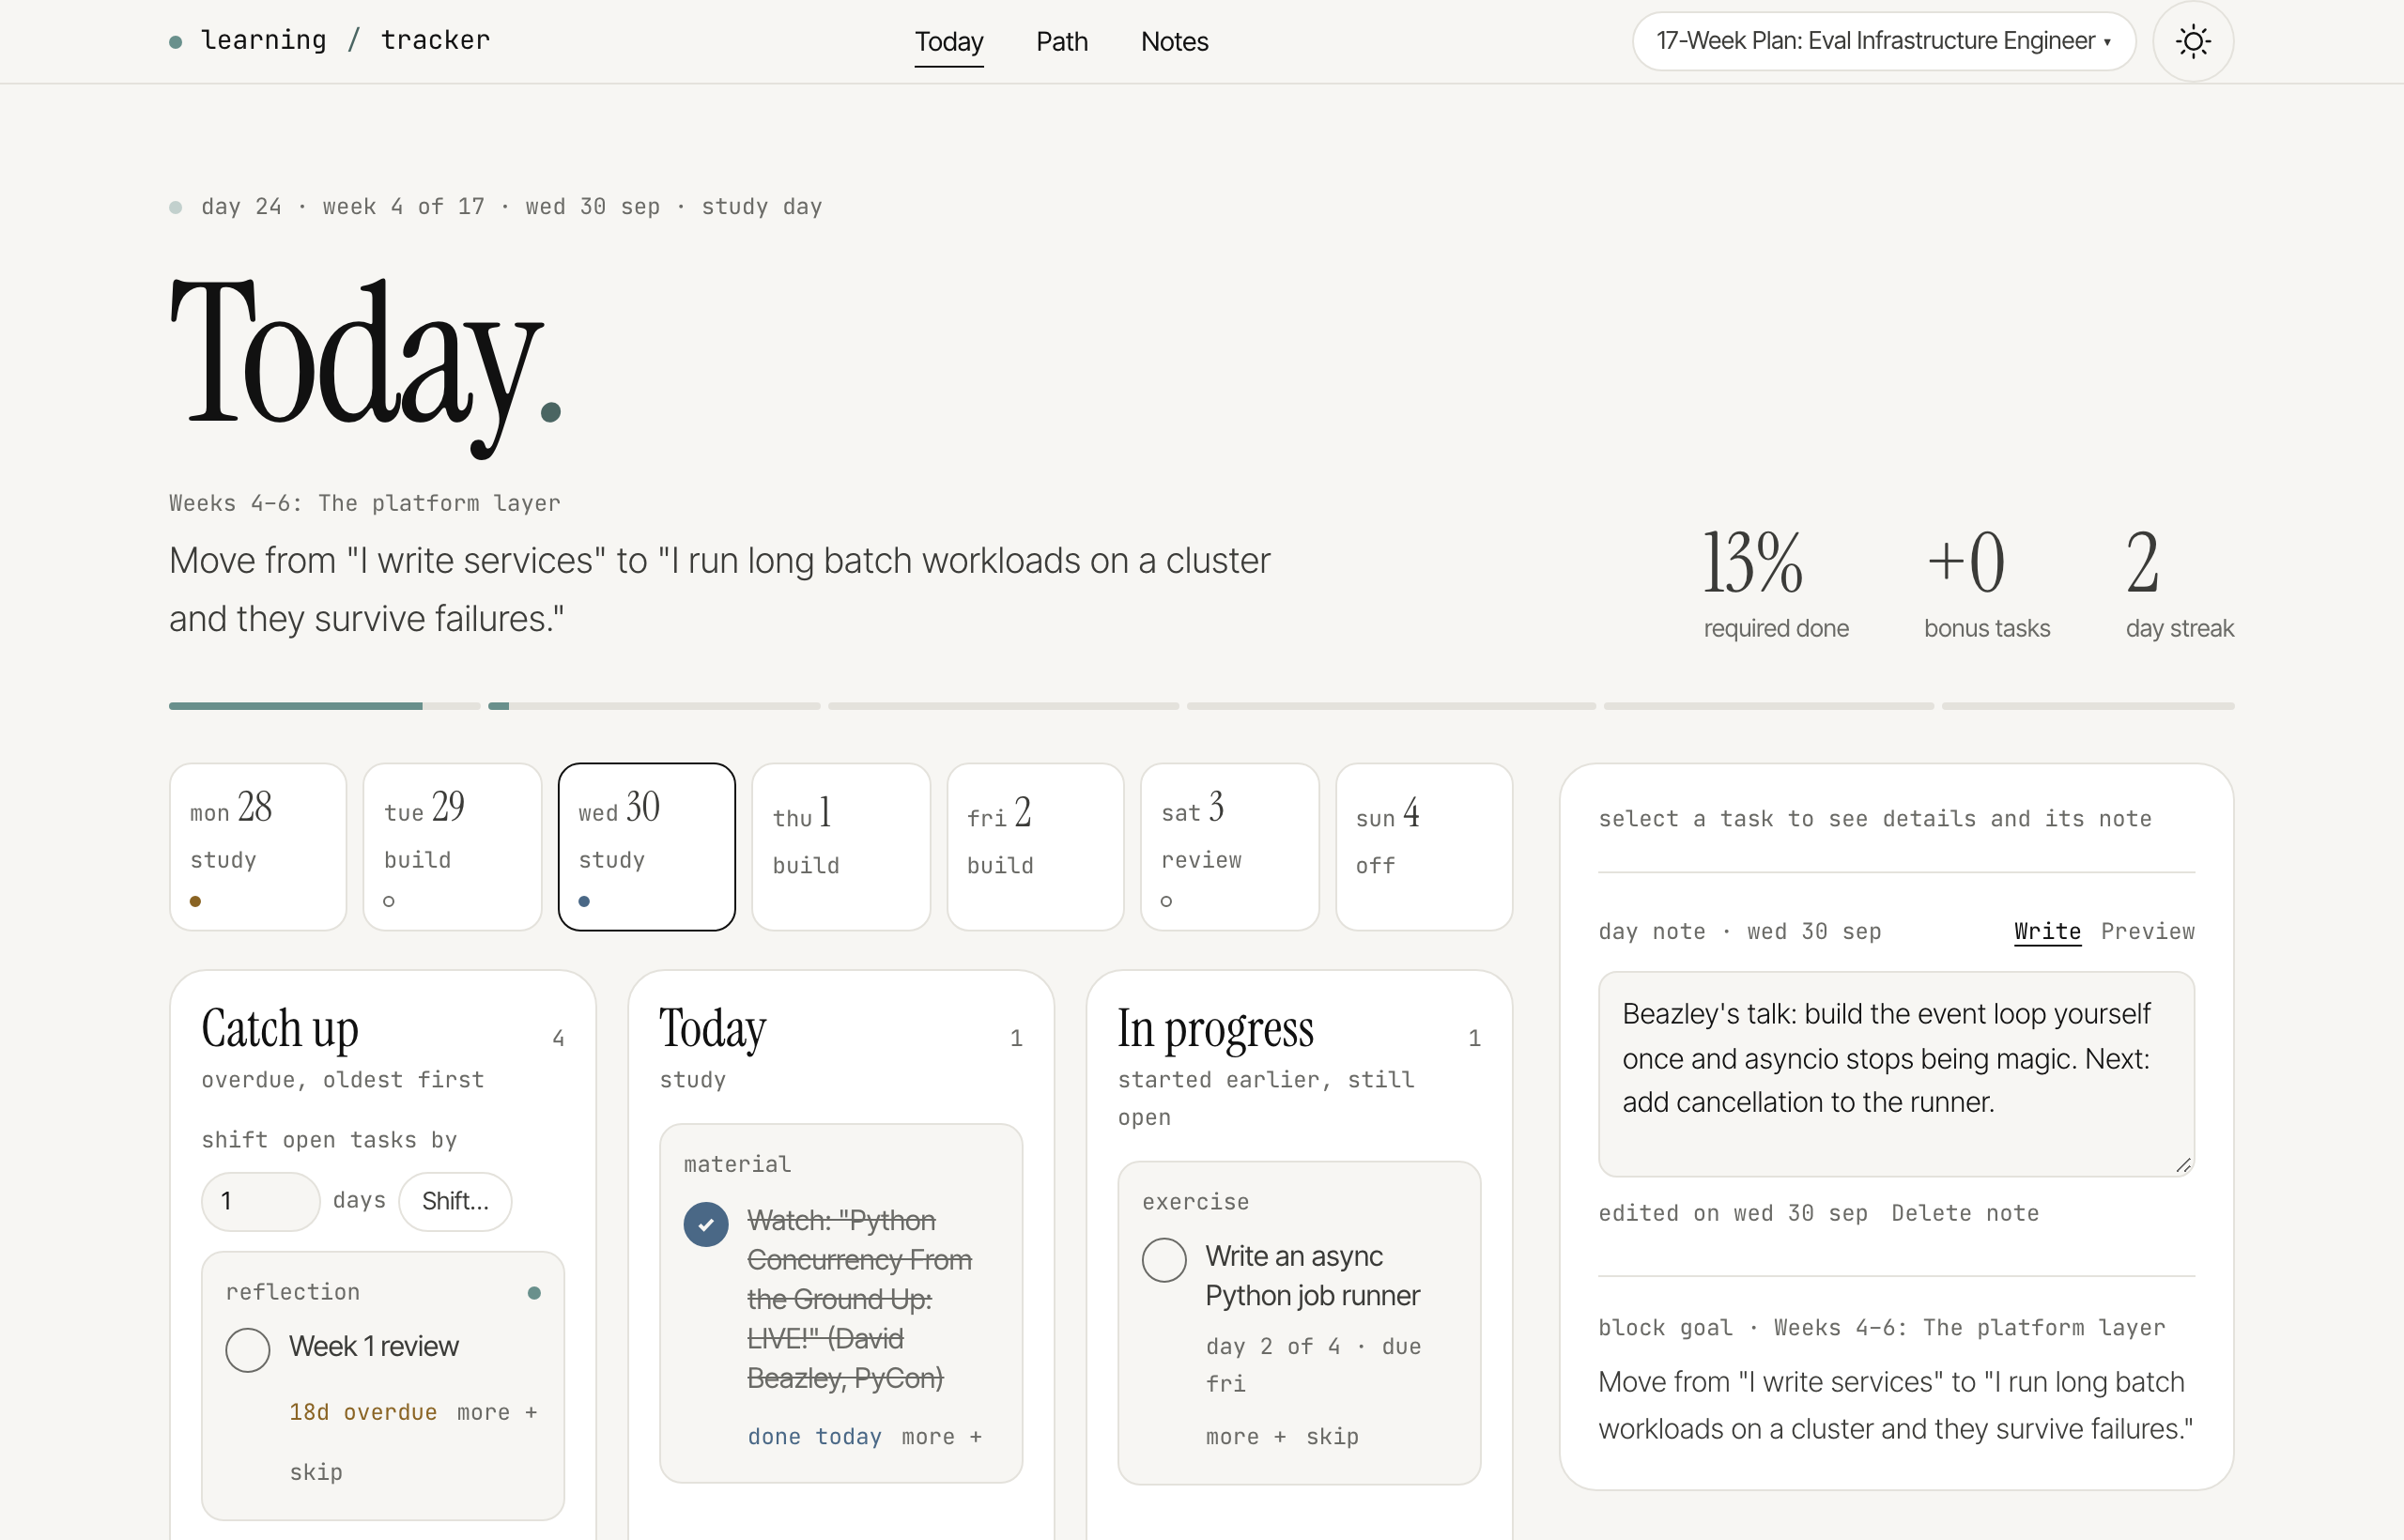 learning / tracker
Today
Path
Notes
17-Week Plan: Eval Infrastructure Engineer ▾
day 24 · week 4 of 17 · wed 30 sep · study day
Today.
Weeks 4–6: The platform layer
Move from "I write services" to "I run long batch workloads on a cluster
and they survive failures."
13%
required done
+0
bonus tasks
2
day streak
mon 28
study
tue 29
build
wed 30
study
thu 1
build
fri 2
build
sat 3
review
sun 4
off
Catch up
4
overdue, oldest first
shift open tasks by
1 days Shift...
reflection
Week 1 review
18d overdue more +
skip
Today
1
study
material
Watch: "Python
Concurrency From
the Ground Up:
LIVE!" (David
Beazley, PyCon)
done today more +
In progress
1
started earlier, still
open
exercise
Write an async
Python job runner
day 2 of 4 · due
fri
more + skip
select a task to see details and its note
day note · wed 30 sep
Write Preview
Beazley's talk: build the event loop yourself
once and asyncio stops being magic. Next:
add cancellation to the runner.
edited on wed 30 sep Delete note
block goal · Weeks 4–6: The platform layer
Move from "I write services" to "I run long batch
workloads on a cluster and they survive failures."